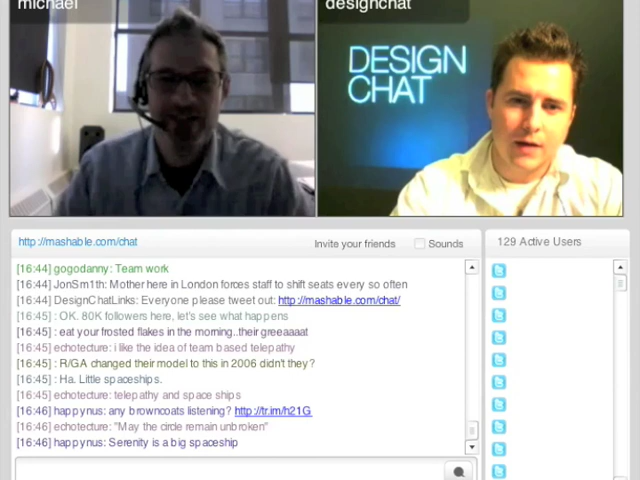 michael
designchat
DESIGN
CHAT
http://mashable.com/chat
Invite your friends
Sounds
129 Active Users
[16:44] gogodanny: Team work
[16:44] JonSm1th: Mother here in London forces staff to shift seats every so often
[16:44] DesignChatLinks: Everyone please tweet out: http://mashable.com/chat/
[16:45] : OK. 80K followers here, let's see what happens
[16:45] : eat your frosted flakes in the morning..their greeaaaat
[16:45] echotecture: i like the idea of team based telepathy
[16:45] : R/GA changed their model to this in 2006 didn't they?
[16:45] : Ha. Little spaceships.
[16:45] echotecture: telepathy and space ships
[16:46] happynus: any browncoats listening? http://tr.im/h21G
[16:46] echotecture: "May the circle remain unbroken"
[16:46] happynus: Serenity is a big spaceship